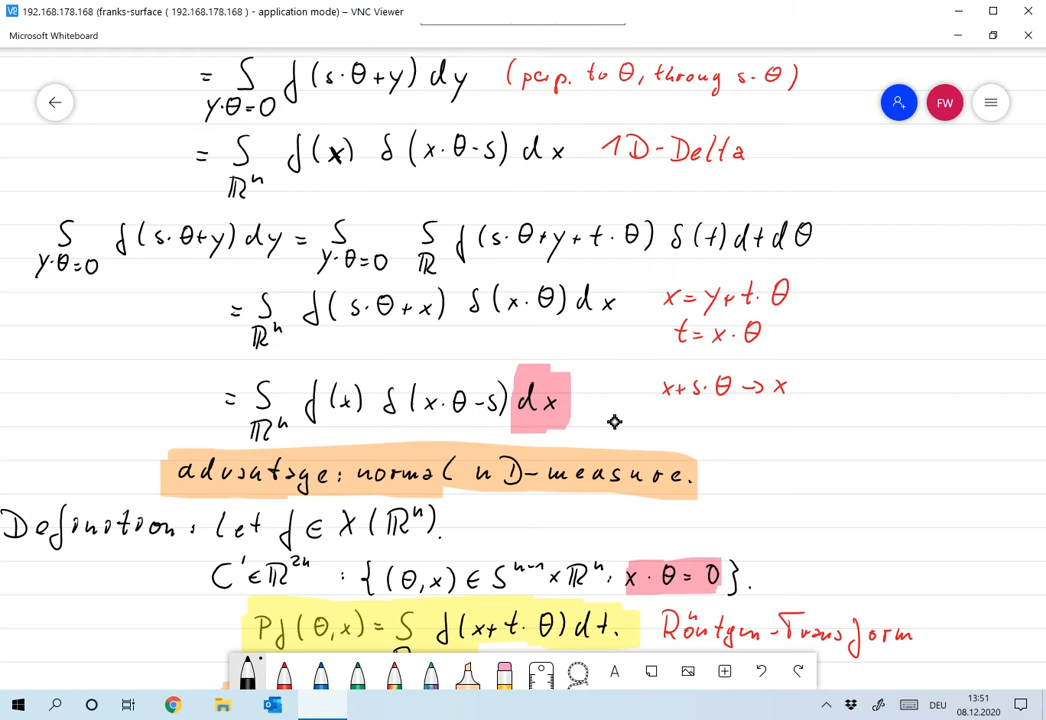 192.168.178.168 (franks-surface ( 192.168.178.168 ) - application mode) – VNC Viewer
Microsoft Whiteboard
= ∫_{y·θ=0} f(s·θ+y) dy (perp. to θ, throug s·θ)
= ∫_{ℝⁿ} f(x) δ(x·θ-s) dx 1D-Delta
∫_{y·θ=0} f(s·θ+y) dy = ∫_{y·θ=0} ∫_ℝ f(s·θ+y+t·θ) δ(t) dt dθ
= ∫_{ℝⁿ} f(s·θ+x) δ(x·θ) dx x = y+t·θ
t = x·θ
= ∫_{ℝⁿ} f(x) δ(x·θ-s) dx x+s·θ → x
advatage: normal nD-measure.
Definition: Let f ∈ X(ℝⁿ).
C' ∈ ℝ²ⁿ : {(θ,x) ∈ Sⁿ⁻¹ × ℝⁿ, x·θ=0}.
Pf(θ,x) = ∫ f(x+t·θ) dt. Röntgen-Transform
FW
A
DEU
13:51
08.12.2020